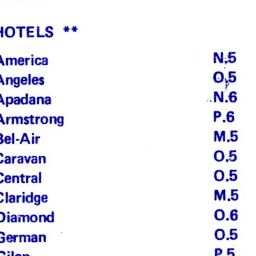 HOTELS **
America N.5
Angeles O.5
Apadana N.6
Armstrong P.6
Bel-Air M.5
Caravan O.5
Central O.5
Claridge M.5
Diamond O.6
German O.5
P.5